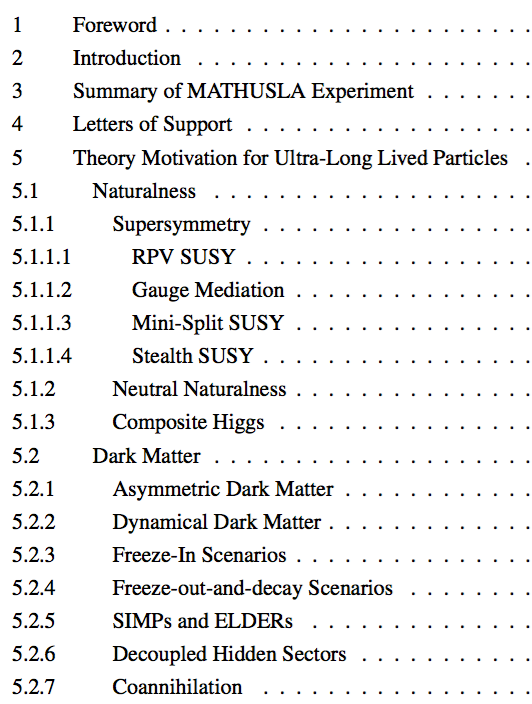 1 Foreword . . . . . . . . . . . . . . . . . . . . . . .
2 Introduction . . . . . . . . . . . . . . . . . . . . .
3 Summary of MATHUSLA Experiment . . . . . . .
4 Letters of Support . . . . . . . . . . . . . . . . . .
5 Theory Motivation for Ultra-Long Lived Particles .
5.1 Naturalness . . . . . . . . . . . . . . . . . . . .
5.1.1 Supersymmetry . . . . . . . . . . . . . . . . .
5.1.1.1 RPV SUSY . . . . . . . . . . . . . . . . . .
5.1.1.2 Gauge Mediation . . . . . . . . . . . . . . .
5.1.1.3 Mini-Split SUSY . . . . . . . . . . . . . . .
5.1.1.4 Stealth SUSY . . . . . . . . . . . . . . . . .
5.1.2 Neutral Naturalness . . . . . . . . . . . . . . .
5.1.3 Composite Higgs . . . . . . . . . . . . . . . .
5.2 Dark Matter . . . . . . . . . . . . . . . . . . . .
5.2.1 Asymmetric Dark Matter . . . . . . . . . . . .
5.2.2 Dynamical Dark Matter . . . . . . . . . . . . .
5.2.3 Freeze-In Scenarios . . . . . . . . . . . . . . .
5.2.4 Freeze-out-and-decay Scenarios . . . . . . . .
5.2.5 SIMPs and ELDERs . . . . . . . . . . . . . .
5.2.6 Decoupled Hidden Sectors . . . . . . . . . . .
5.2.7 Coannihilation . . . . . . . . . . . . . . . . .